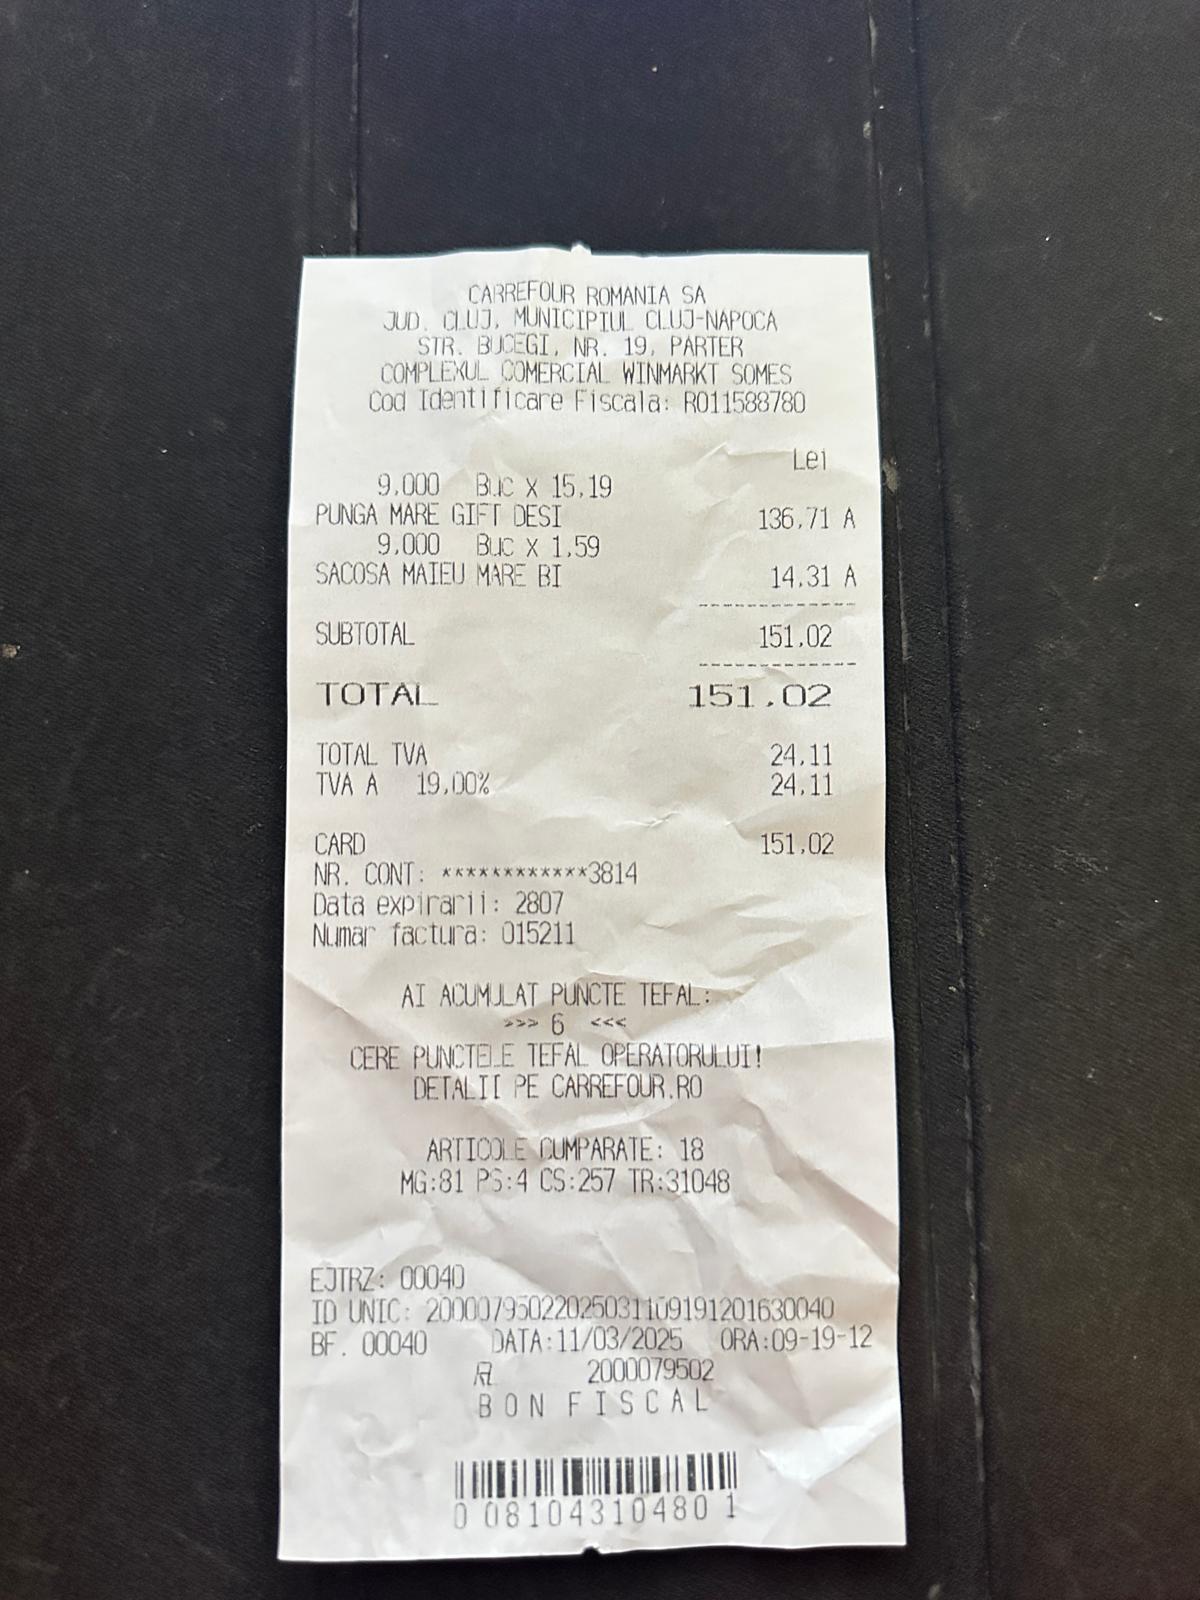 CARREFOUR ROMANIA SA
JUD. CLUJ, MUNICIPIUL CLUJ-NAPOCA
STR. BUCEGI, NR. 19, PARTER
COMPLEXUL COMERCIAL WINMARKT SOMES
Cod Identificare Fiscala: RO11588780
Lei
9,000 Buc X 15,19
PUNGA MARE GIFT DESI 136,71 A
9,000 Buc X 1,59
SACOSA MAIEU MARE BI 14,31 A
SUBTOTAL 151,02
TOTAL 151,02
TOTAL TVA 24,11
TVA A 19,00% 24,11
CARD 151,02
NR. CONT: ************3814
Data expirarii: 2807
Numar factura: 015211
AI ACUMULAT PUNCTE TEFAL:
>>> 6 <<<
CERE PUNCTELE TEFAL OPERATORULUI!
DETALII PE CARREFOUR.RO
ARTICOLE CUMPARATE: 18
MG:81 PS:4 CS:257 TR:31048
EJTRZ: 00040
ID UNIC: 2000079502202503110919120163​0040
BF. 00040 DATA:11/03/2025 ORA:09-19-12
2000079502
BON FISCAL
0 08104310480 1